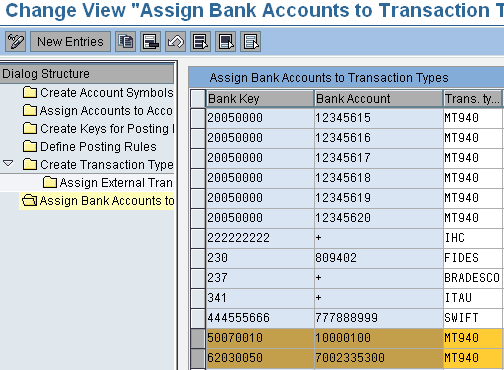 Change View "Assign Bank Accounts to Transaction T
New Entries
Dialog Structure
Create Account Symbols
Assign Accounts to Acco
Create Keys for Posting I
Define Posting Rules
Create Transaction Type
Assign External Tran
Assign Bank Accounts to
Assign Bank Accounts to Transaction Types
Bank Key Bank Account Trans. ty...
20050000 12345615 MT940
20050000 12345616 MT940
20050000 12345617 MT940
20050000 12345618 MT940
20050000 12345619 MT940
20050000 12345620 MT940
222222222 + IHC
230 809402 FIDES
237 + BRADESCO
341 + ITAU
444555666 777888999 SWIFT
50070010 10000100 MT940
62030050 7002335300 MT940